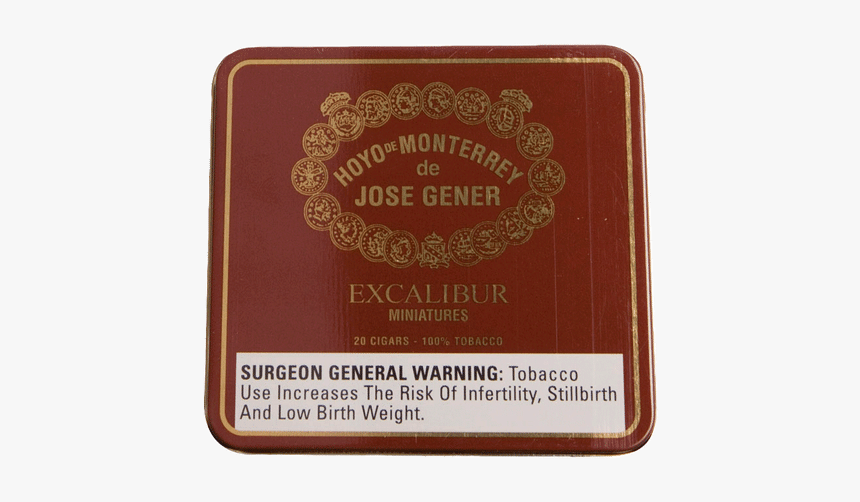 HOYO DE MONTERREY
de
JOSE GENER
EXCALIBUR
MINIATURES
20 CIGARS - 100% TOBACCO
SURGEON GENERAL WARNING: Tobacco
Use Increases The Risk Of Infertility, Stillbirth
And Low Birth Weight.